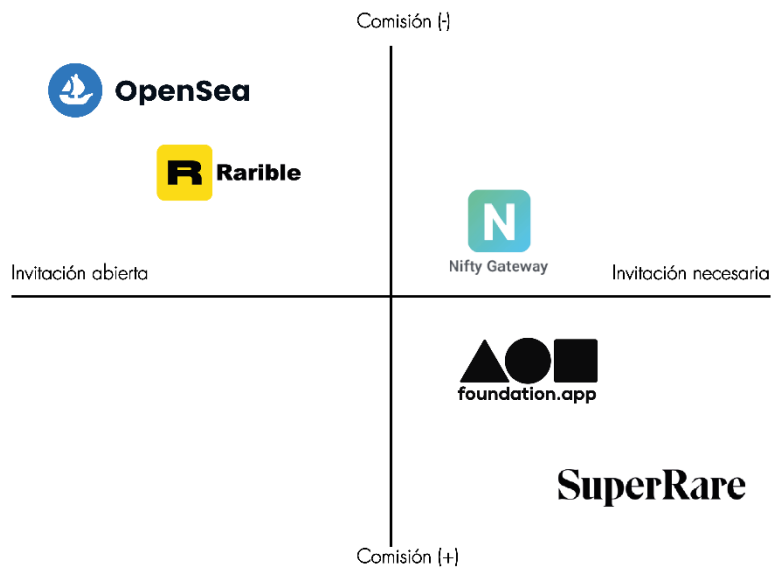 Comisión (-)
OpenSea
R Rarible
N
Nifty Gateway
Invitación abierta
Invitación necesaria
foundation.app
SuperRare
Comisión (+)